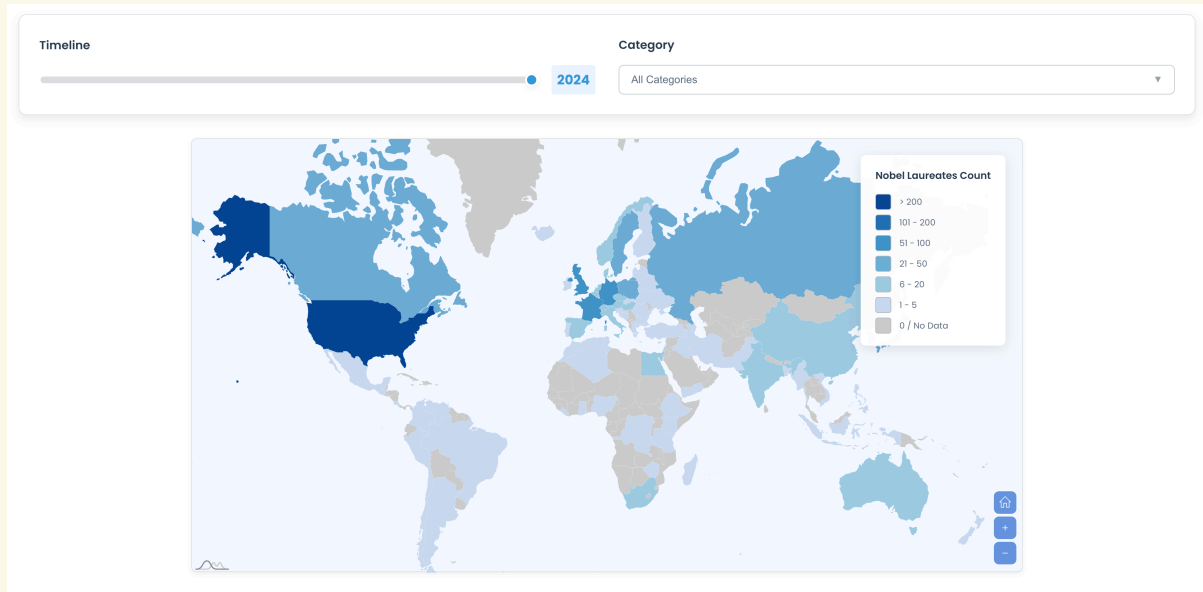 Timeline
Category
2024
All Categories
Nobel Laureates Count
> 200
101 - 200
51 - 100
21 - 50
6 - 20
1 - 5
0 / No Data
+
−